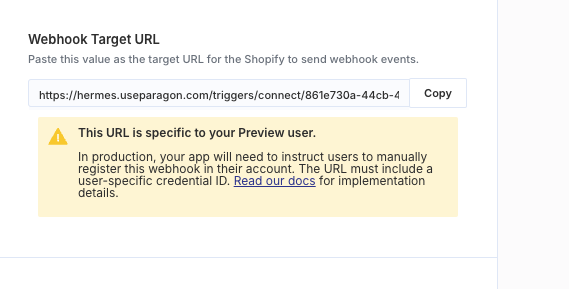 Webhook Target URL
Paste this value as the target URL for the Shopify to send webhook events.
https://hermes.useparagon.com/triggers/connect/861e730a-44cb-4
Copy
This URL is specific to your Preview user.
In production, your app will need to instruct users to manually
register this webhook in their account. The URL must include a
user-specific credential ID. Read our docs for implementation
details.